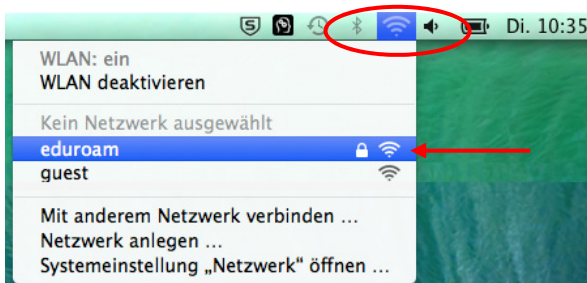 Di. 10:35
WLAN: ein
WLAN deaktivieren
Kein Netzwerk ausgewählt
eduroam
guest
Mit anderem Netzwerk verbinden ...
Netzwerk anlegen ...
Systemeinstellung „Netzwerk“ öffnen ...